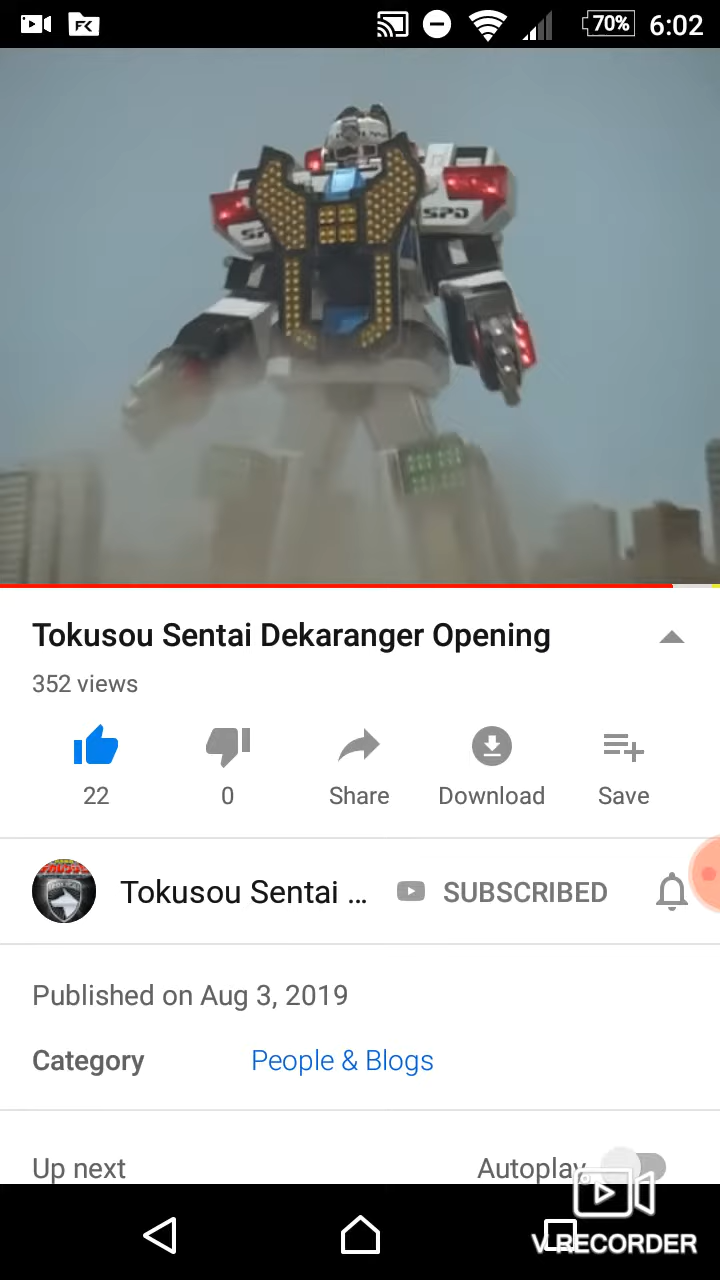 FK
70%
6:02
SPD
Tokusou Sentai Dekaranger Opening
352 views
22
0
Share
Download
Save
Tokusou Sentai ...
SUBSCRIBED
Published on Aug 3, 2019
Category
People & Blogs
Up next
Autoplay
V RECORDER